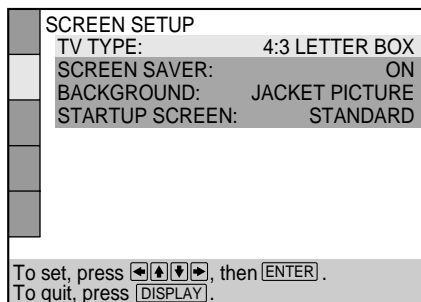 SCREEN SETUP
TV TYPE: 4:3 LETTER BOX
SCREEN SAVER: ON
BACKGROUND: JACKET PICTURE
STARTUP SCREEN: STANDARD
To set, press ←↑↓→, then ENTER.
To quit, press DISPLAY.